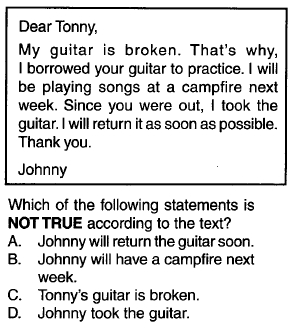 Dear Tonny,
My guitar is broken. That's why,
I borrowed your guitar to practice. I will
be playing songs at a campfire next
week. Since you were out, I took the
guitar. I will return it as soon as possible.
Thank you.
Johnny
Which of the following statements is
NOT TRUE according to the text?
A. Johnny will return the guitar soon.
B. Johnny will have a campfire next
week.
C. Tonny's guitar is broken.
D. Johnny took the guitar.